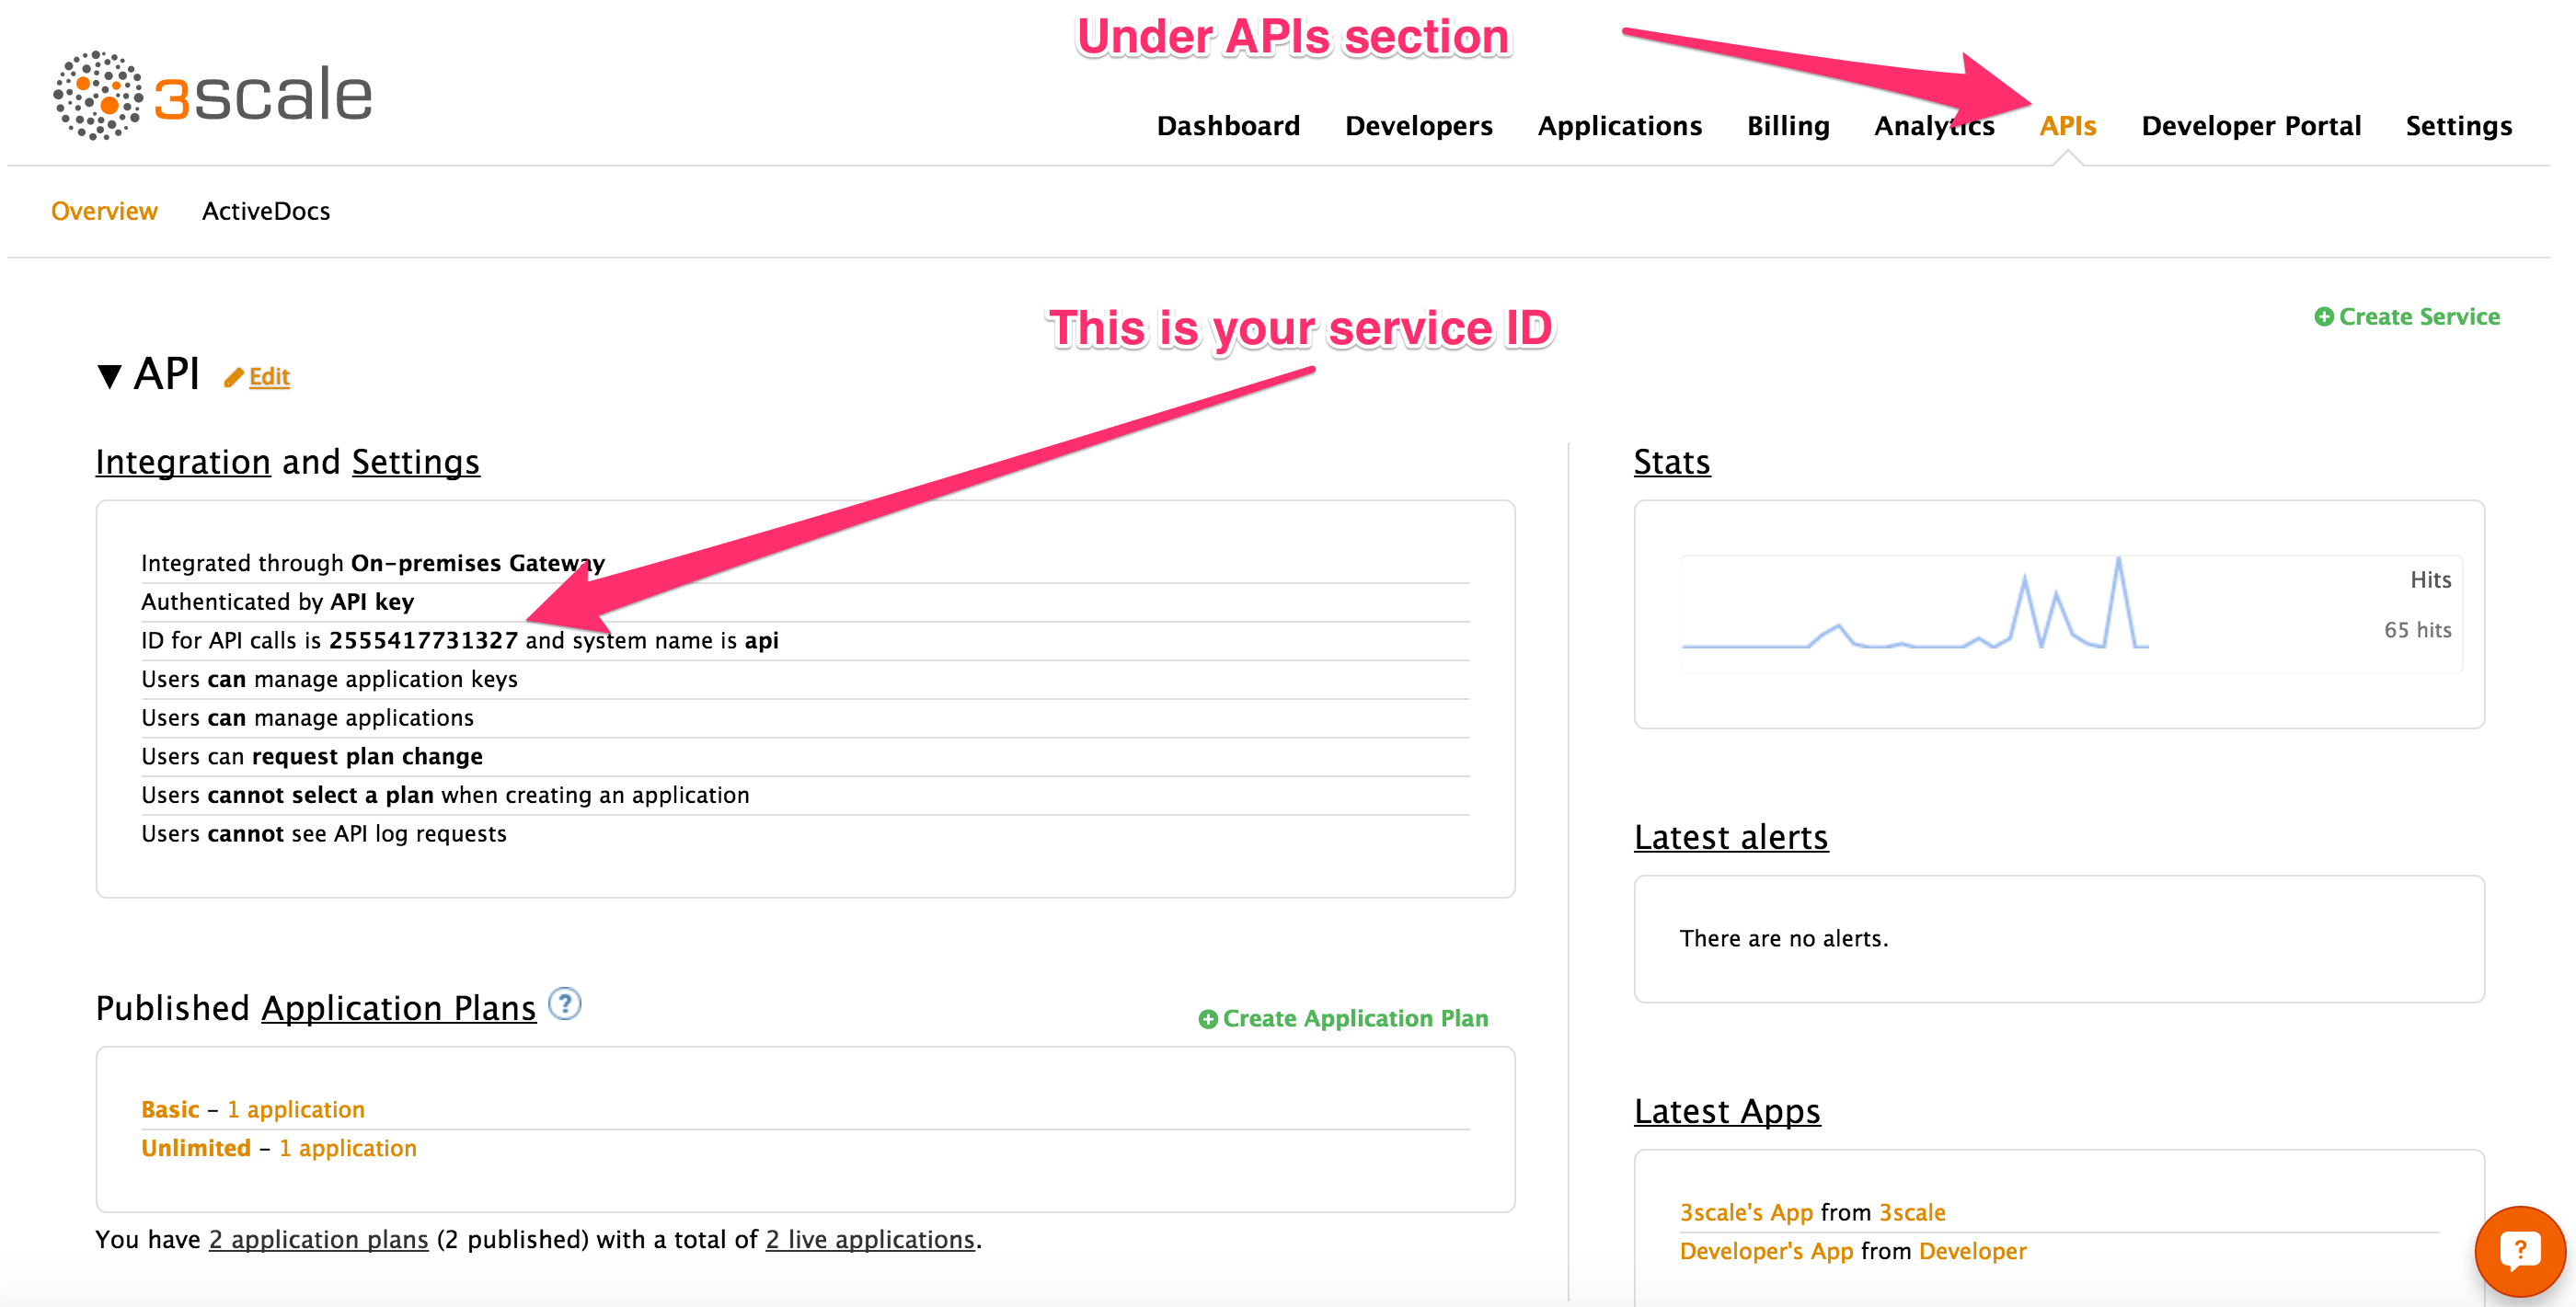 Under APIs section
3scale
Dashboard Developers Applications Billing Analytics APIs Developer Portal Settings
Overview ActiveDocs
This is your service ID
Create Service
API Edit
Integration and Settings
Integrated through On-premises Gateway
Authenticated by API key
ID for API calls is 2555417731327 and system name is api
Users can manage application keys
Users can manage applications
Users can request plan change
Users cannot select a plan when creating an application
Users cannot see API log requests
Stats
Hits
65 hits
Latest alerts
There are no alerts.
Published Application Plans ?
Create Application Plan
Basic – 1 application
Unlimited – 1 application
You have 2 application plans (2 published) with a total of 2 live applications.
Latest Apps
3scale's App from 3scale
Developer's App from Developer
?